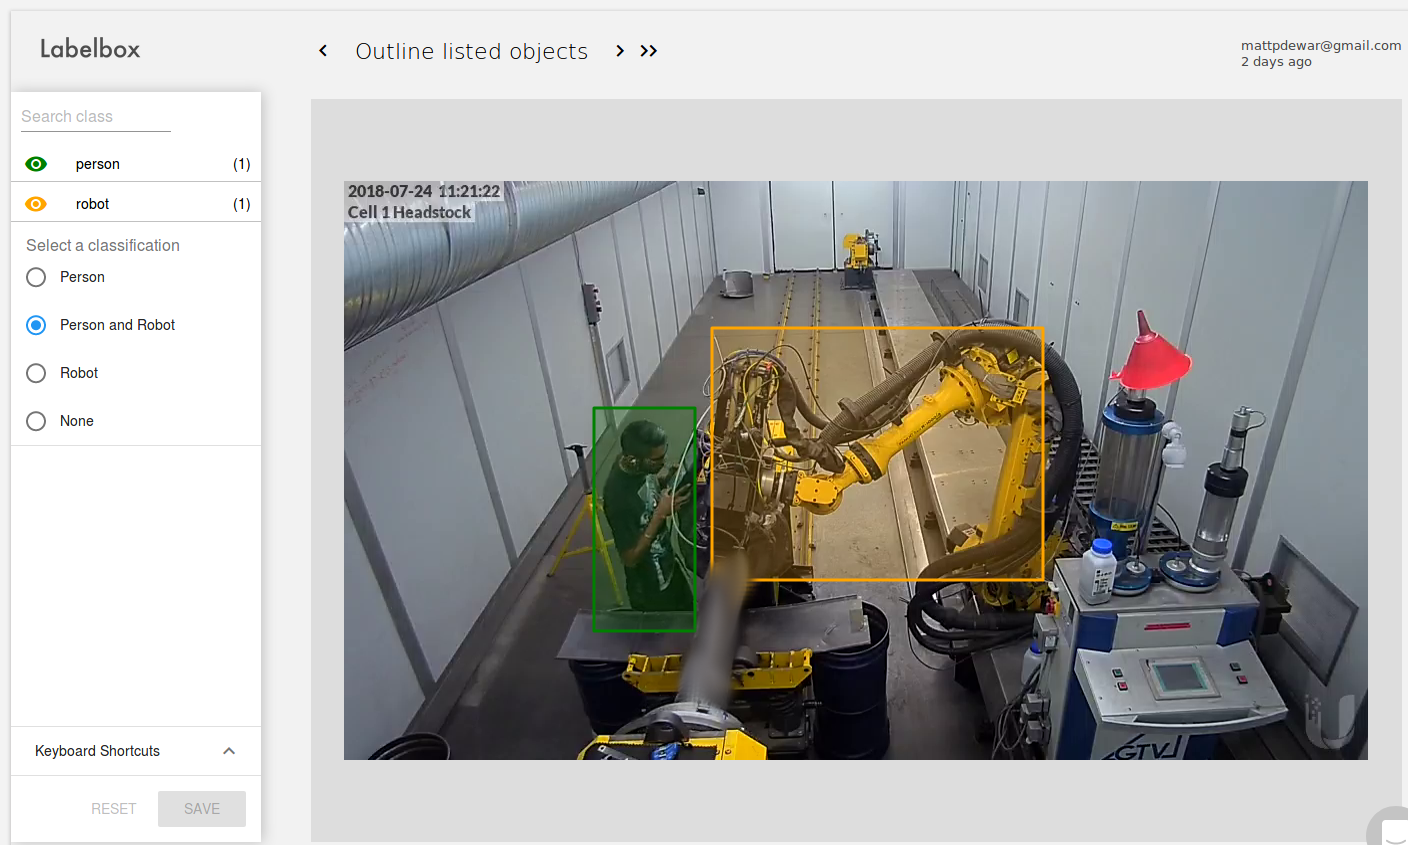 Labelbox
Outline listed objects
mattpdewar@gmail.com
2 days ago
Search class
person (1)
robot (1)
Select a classification
Person
Person and Robot
Robot
None
Keyboard Shortcuts
RESET SAVE
2018-07-24 11:21:22
Cell 1 Headstock
GTV